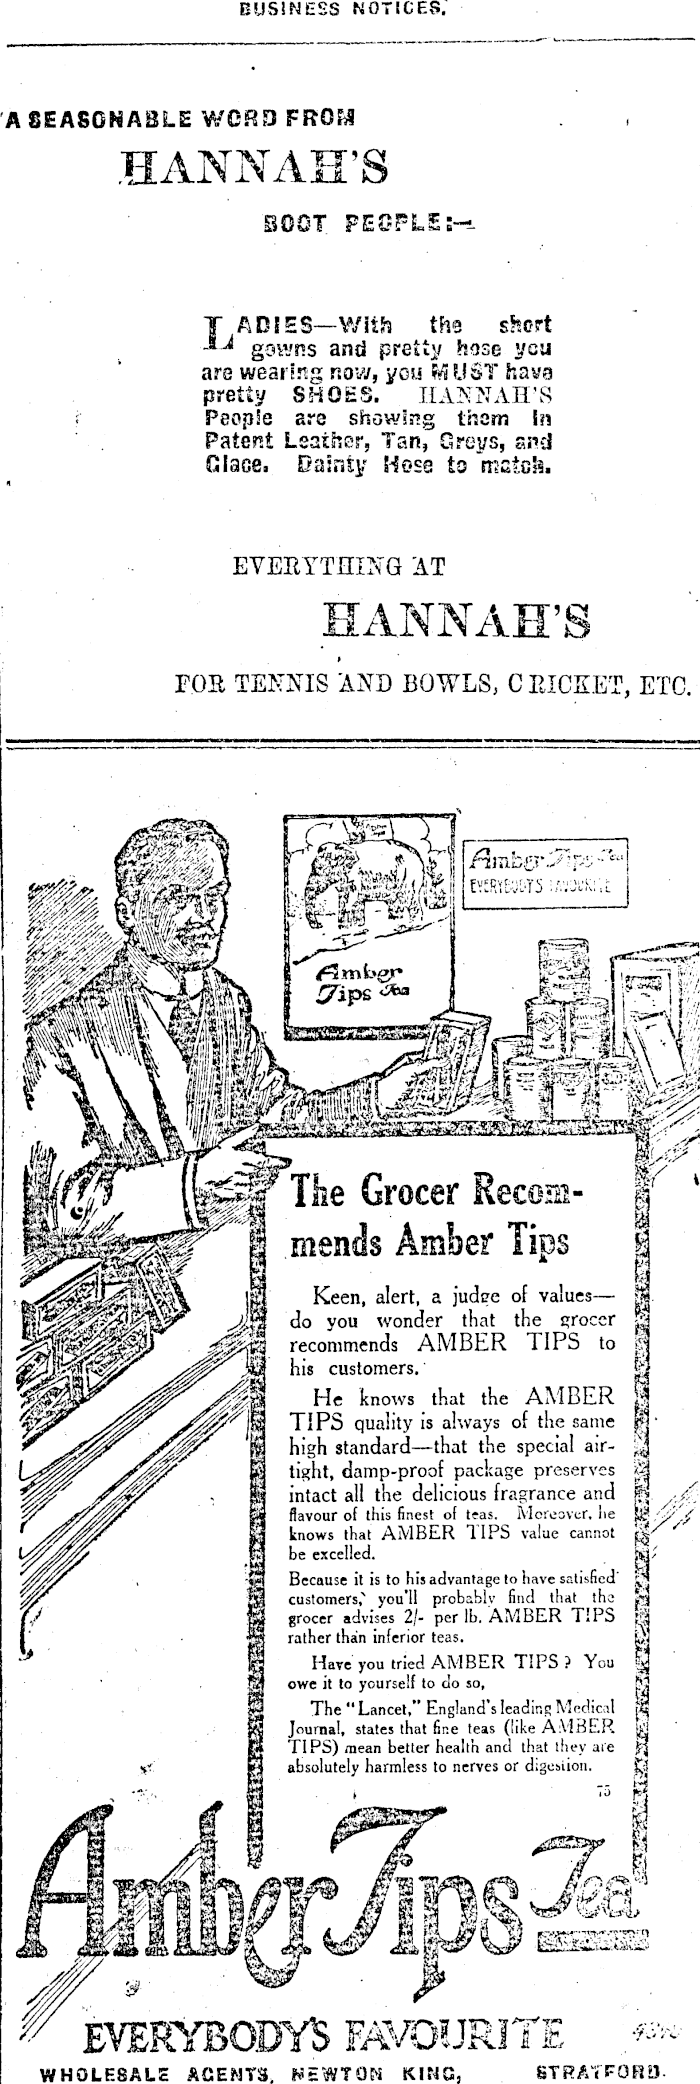 BUSINESS NOTICES.
A SEASONABLE WORD FROM
HANNAH'S
BOOT PEOPLE:—
LADIES—With the short
gowns and pretty hose you
are wearing now, you MUST have
pretty SHOES. HANNAH'S
People are showing them in
Patent Leather, Tan, Greys, and
Glace. Dainty Hose to match.
EVERYTHING AT
HANNAH'S
FOR TENNIS AND BOWLS, CRICKET, ETC.
Amber Tips Tea
EVERYBODY'S FAVOURITE
Amber
Tips Tea
The Grocer Recom-
mends Amber Tips
Keen, alert, a judge of values—
do you wonder that the grocer
recommends AMBER TIPS to
his customers.
He knows that the AMBER
TIPS quality is always of the same
high standard—that the special air-
tight, damp-proof package preserves
intact all the delicious fragrance and
flavour of this finest of teas. Moreover, he
knows that AMBER TIPS value cannot
be excelled.
Because it is to his advantage to have satisfied
customers, you'll probably find that the
grocer advises 2/- per lb. AMBER TIPS
rather than inferior teas.
Have you tried AMBER TIPS? You
owe it to yourself to do so,
The "Lancet," England's leading Medical
Journal, states that fine teas (like AMBER
TIPS) mean better health and that they are
absolutely harmless to nerves or digestion.
75
Amber Tips Tea
EVERYBODY'S FAVOURITE
WHOLESALE AGENTS, NEWTON KING, STRATFORD.